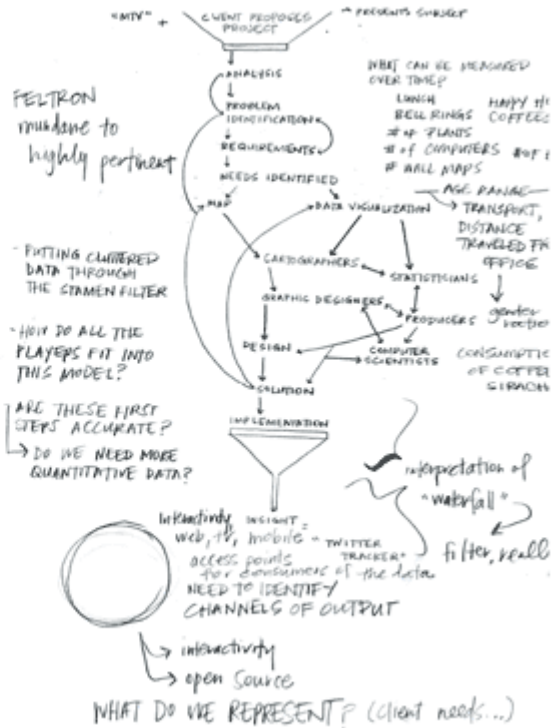 "MTV" + CLIENT PROPOSES → PRESENTS SUBJECT
PROJECT
ANALYSIS
PROBLEM
IDENTIFICATION
REQUIREMENTS
NEEDS IDENTIFIED
MAP DATA VISUALIZATION
CARTOGRAPHERS
STATISTICIANS
GRAPHIC DESIGNERS
PRODUCERS
DESIGN
COMPUTER
SCIENTISTS
SOLUTION
IMPLEMENTATION
FELTRON
mundane to
highly pertinent
WHAT CAN BE MEASURED
OVER TIME?
LUNCH
BELL RINGS
# of PLANTS
# of COMPUTERS
# WALL MAPS
HAPPY
COFFEES
# OF
AGE RANGE
TRANSPORT,
DISTANCE
TRAVELED
OFFICE
gender
OF COFFEE
- PUTTING CLUTTERED
DATA THROUGH
THE STAMEN FILTER
- HOW DO ALL THE
PLAYERS FIT INTO
THIS MODEL?
ARE THESE FIRST
STEPS ACCURATE?
DO WE NEED MORE
QUANTITATIVE DATA?
interpretation of
"waterfall"
filter,
Interactivity INSIGHT =
web, tv, mobile - "TWITTER
TRACKER"
access points
for consumers of the data
NEED TO IDENTIFY
CHANNELS OF OUTPUT
interactivity
open source
WHAT DO WE REPRESENT? (client needs...)